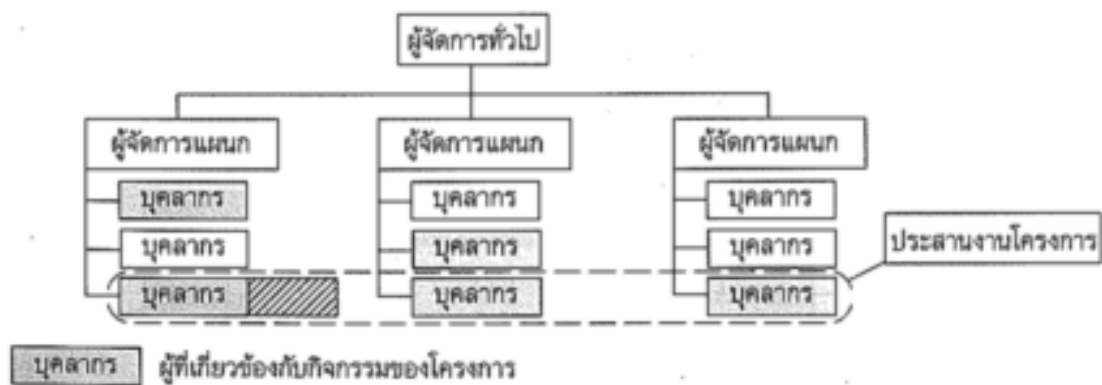 ผู้จัดการทั่วไป
ผู้จัดการแผนก ผู้จัดการแผนก ผู้จัดการแผนก
บุคลากร บุคลากร บุคลากร
ประสานงานโครงการ
บุคลากร บุคลากร บุคลากร
บุคลากร บุคลากร บุคลากร
บุคลากร ผู้ที่เกี่ยวข้องกับกิจกรรมของโครงการ